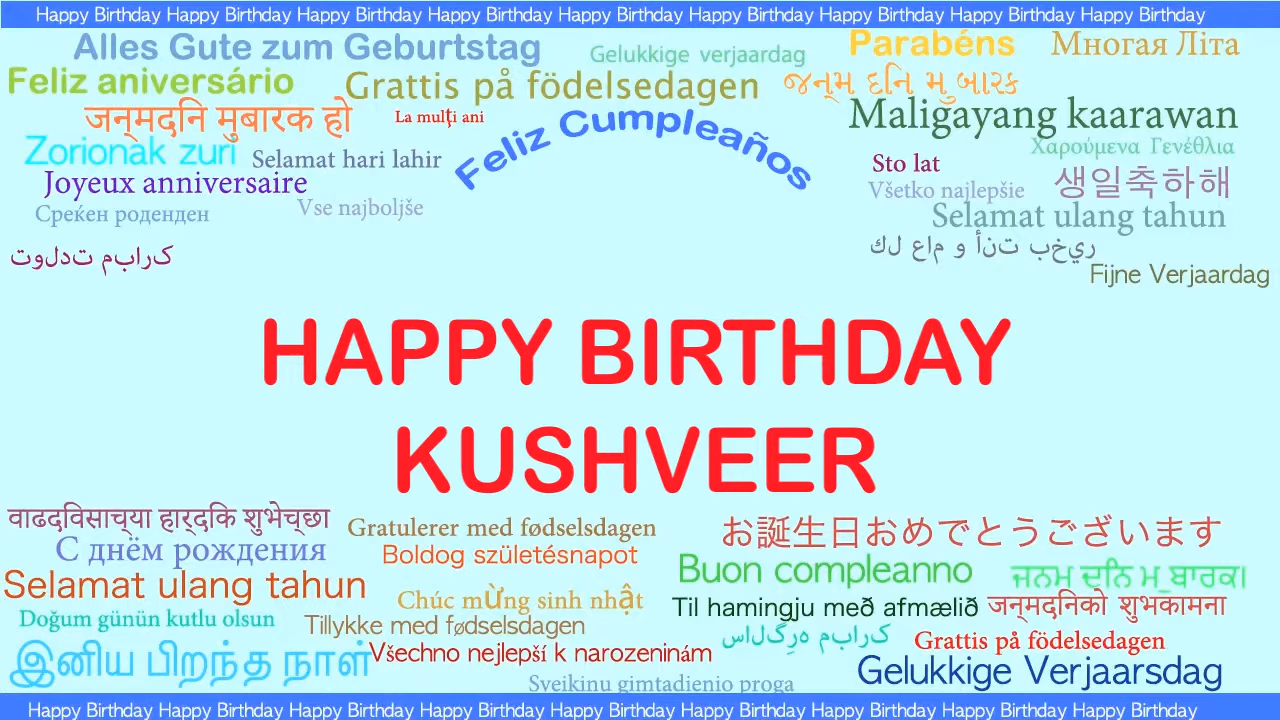 Happy Birthday Happy Birthday Happy Birthday Happy Birthday Happy Birthday Happy Birthday Happy Birthday Happy Birthday Happy Birthday
Alles Gute zum Geburtstag
Gelukkige verjaardag
Parabéns
Многая Літа
Feliz aniversário
Grattis på födelsedagen
જન્મ દિન મુબારક
जन्मदिन मुबारक हो
La mulţi ani
Feliz Cumpleaños
Maligayang kaarawan
Zorionak zuri
Selamat hari lahir
Χαρούμενα Γενέθλια
Sto lat
Joyeux anniversaire
Všetko najlepšie
생일축하해
Среќен роденден
Vse najboljše
Selamat ulang tahun
تولدت مبارک
كل عام و أنت بخير
Fijne Verjaardag
HAPPY BIRTHDAY
KUSHVEER
वाढदिवसाच्या हार्दिक शुभेच्छा
Gratulerer med fødselsdagen
お誕生日おめでとうございます
С днём рождения
Boldog születésnapot
Buon compleanno
ਜਨਮ ਦਿਨ ਮੁਬਾਰਕ।
Selamat ulang tahun
Chúc mừng sinh nhật
Til hamingju með afmælið
जन्मदिनको शुभकामना
Doğum günün kutlu olsun
Tillykke med fødselsdagen
سالگرہ مبارک
Grattis på födelsedagen
இனிய பிறந்த நாள்
Všechno nejlepší k narozeninám
Gelukkige Verjaarsdag
Sveikinu gimtadienio proga
Happy Birthday Happy Birthday Happy Birthday Happy Birthday Happy Birthday Happy Birthday Happy Birthday Happy Birthday Happy Birthday